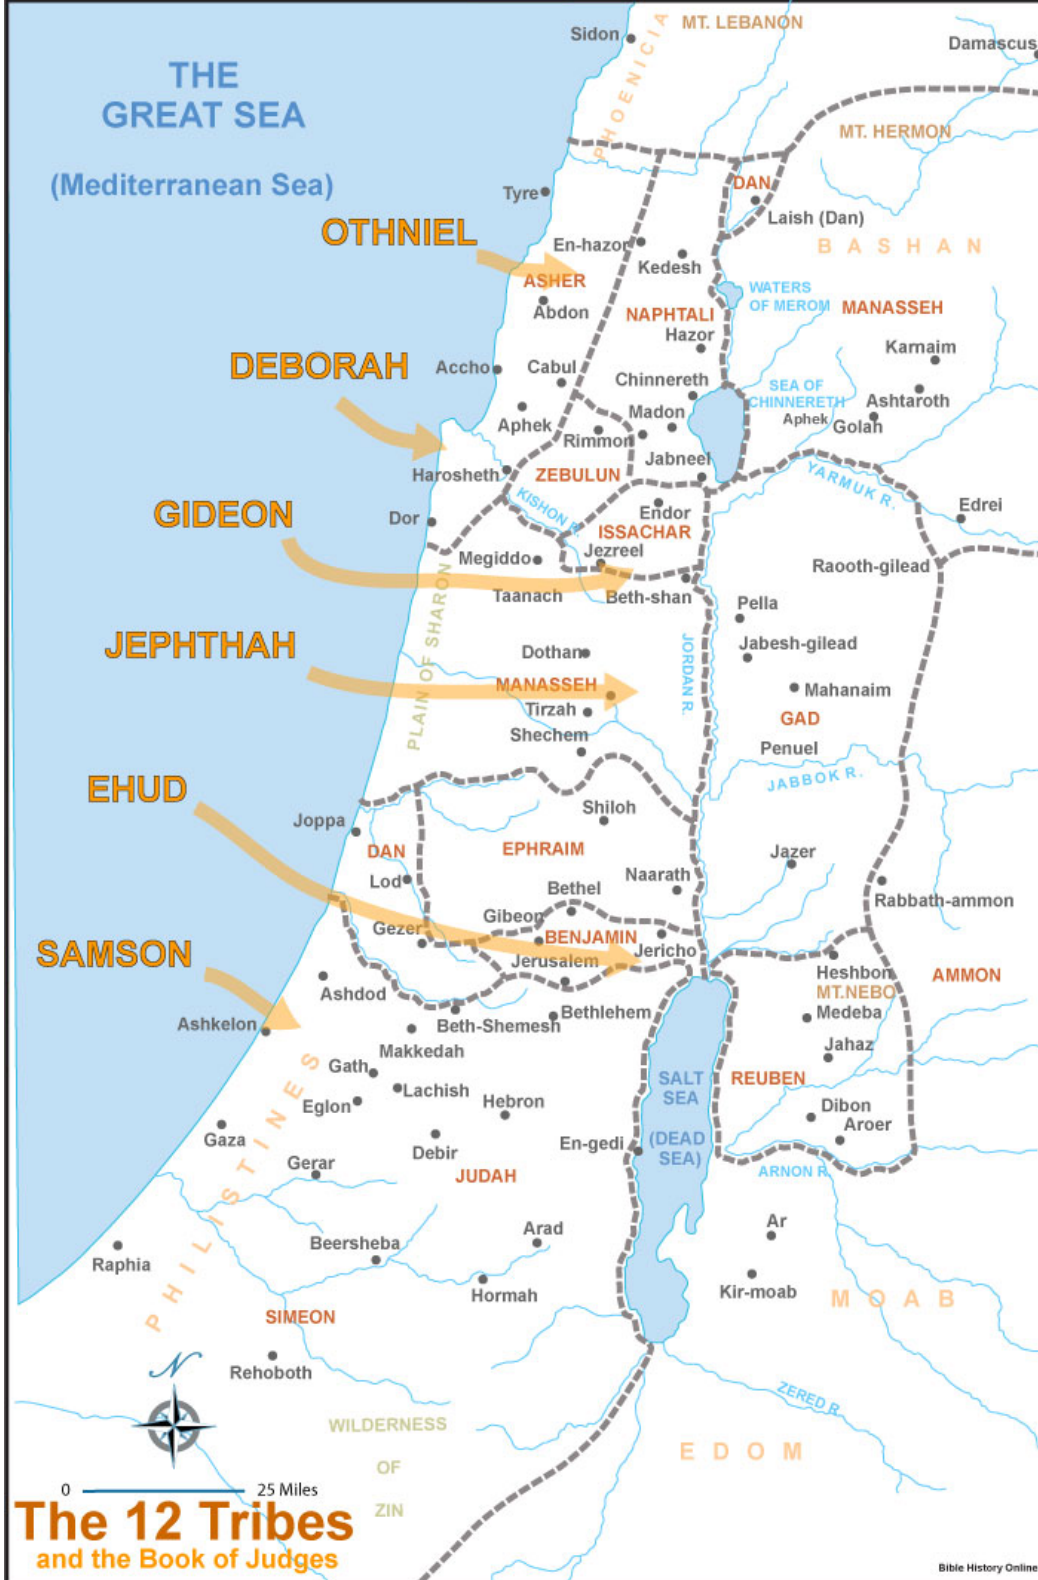 Sidon
MT. LEBANON
Damascus
PHOENICIA
THE
GREAT SEA
(Mediterranean Sea)
MT. HERMON
Tyre
DAN
Laish (Dan)
OTHNIEL
En-hazor
Kedesh
BASHAN
ASHER
Abdon
NAPHTALI
Hazor
WATERS
OF MEROM
MANASSEH
Karnaim
DEBORAH
Accho
Cabul
Chinnereth
SEA OF
CHINNERETH
Ashtaroth
Aphek
Madon
Aphek
Golan
Rimmon
Jabneel
Harosheth
ZEBULUN
YARMUK R.
KISHON R.
Endor
Edrei
GIDEON
Dor
ISSACHAR
Megiddo
Jezreel
Raooth-gilead
Taanach
Beth-shan
Pella
PLAIN OF SHARON
JORDAN R.
JEPHTHAH
Dothan
Jabesh-gilead
MANASSEH
Mahanaim
Tirzah
GAD
Shechem
Penuel
JABBOK R.
EHUD
Joppa
Shiloh
DAN
EPHRAIM
Jazer
Lod
Bethel
Naarath
Rabbath-ammon
Gibeon
Gezer
BENJAMIN
Jericho
SAMSON
Jerusalem
Heshbon
AMMON
Ashdod
MT.NEBO
Ashkelon
Beth-Shemesh
Bethlehem
Medeba
Makkedah
Jahaz
Gath
Lachish
SALT
SEA
REUBEN
Eglon
Hebron
Dibon
Aroer
Gaza
Debir
En-gedi
(DEAD
SEA)
Gerar
JUDAH
ARNON R.
PHILISTINES
Raphia
Beersheba
Arad
Ar
Hormah
Kir-moab
MOAB
SIMEON
Rehoboth
N
ZERED R.
WILDERNESS
OF
ZIN
EDOM
0 25 Miles
The 12 Tribes
and the Book of Judges
Bible History Online